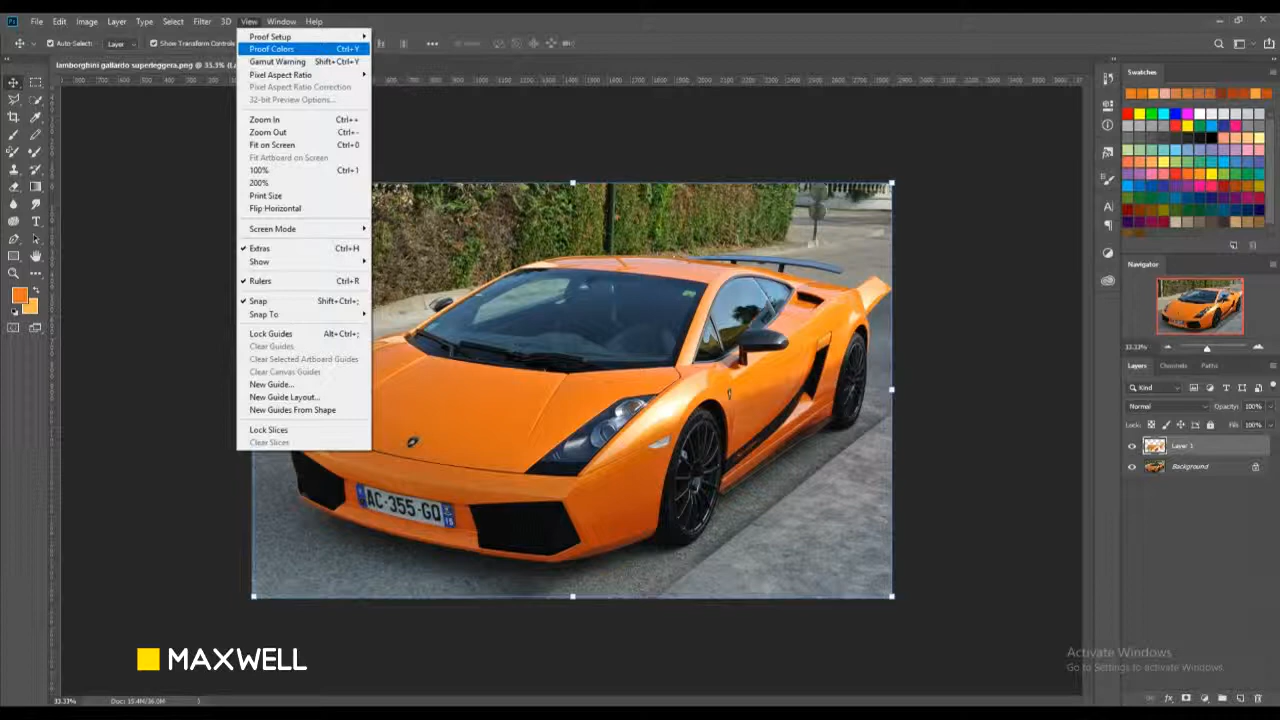 Ps File Edit Image Layer Type Select Filter 3D View Window Help
Auto-Select: Layer Show Transform Controls
lamborghini gallardo superleggera.png @ 33.3%
Proof Setup
Proof Colors Ctrl+Y
Gamut Warning Shift+Ctrl+Y
Pixel Aspect Ratio
Pixel Aspect Ratio Correction
32-bit Preview Options...
Zoom In Ctrl++
Zoom Out Ctrl+-
Fit on Screen Ctrl+0
Fit Artboard on Screen
100% Ctrl+1
200%
Print Size
Flip Horizontal
Screen Mode
Extras Ctrl+H
Show
Rulers Ctrl+R
Snap Shift+Ctrl+;
Snap To
Lock Guides Alt+Ctrl+;
Clear Guides
Clear Selected Artboard Guides
Clear Canvas Guides
New Guide...
New Guide Layout...
New Guides From Shape
Lock Slices
Clear Slices
AC-355-GQ
Swatches
Navigator
33.33%
Layers Channels Paths
Kind
Normal Opacity: 100%
Lock: Fill: 100%
Layer 1
Background
MAXWELL
Activate Windows
Go to Settings to activate Windows.
33.33% Doc: 15.4M/36.0M